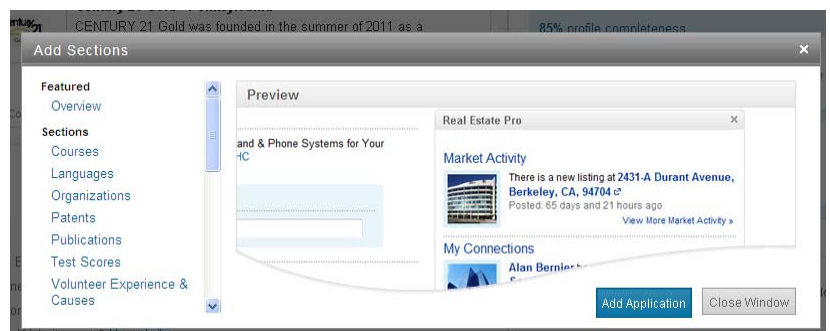 CENTURY 21 Gold was founded in the summer of 2011 as a
85% profile completeness
Add Sections
×
Featured
Overview
Sections
Courses
Languages
Organizations
Patents
Publications
Test Scores
Volunteer Experience &
Causes
Preview
and & Phone Systems for Your
HC
Real Estate Pro
×
Market Activity
There is a new listing at 2431-A Durant Avenue,
Berkeley, CA, 94704
Posted: 65 days and 21 hours ago
View More Market Activity »
My Connections
Alan Bernier
Add Application
Close Window